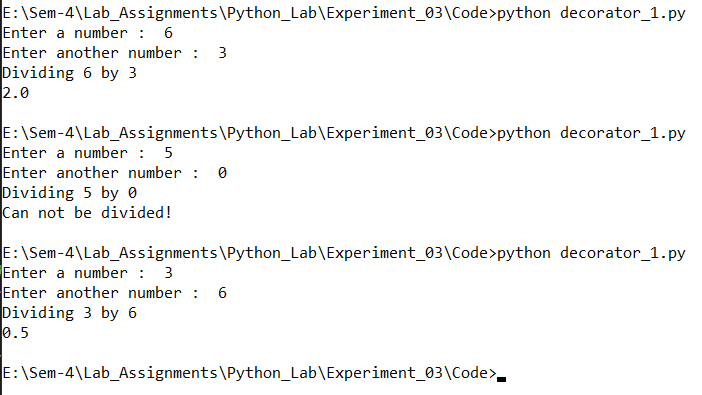 E:\Sem-4\Lab_Assignments\Python_Lab\Experiment_03\Code>python decorator_1.py
Enter a number :  6
Enter another number :  3
Dividing 6 by 3
2.0
E:\Sem-4\Lab_Assignments\Python_Lab\Experiment_03\Code>python decorator_1.py
Enter a number :  5
Enter another number :  0
Dividing 5 by 0
Can not be divided!
E:\Sem-4\Lab_Assignments\Python_Lab\Experiment_03\Code>python decorator_1.py
Enter a number :  3
Enter another number :  6
Dividing 3 by 6
0.5
E:\Sem-4\Lab_Assignments\Python_Lab\Experiment_03\Code>